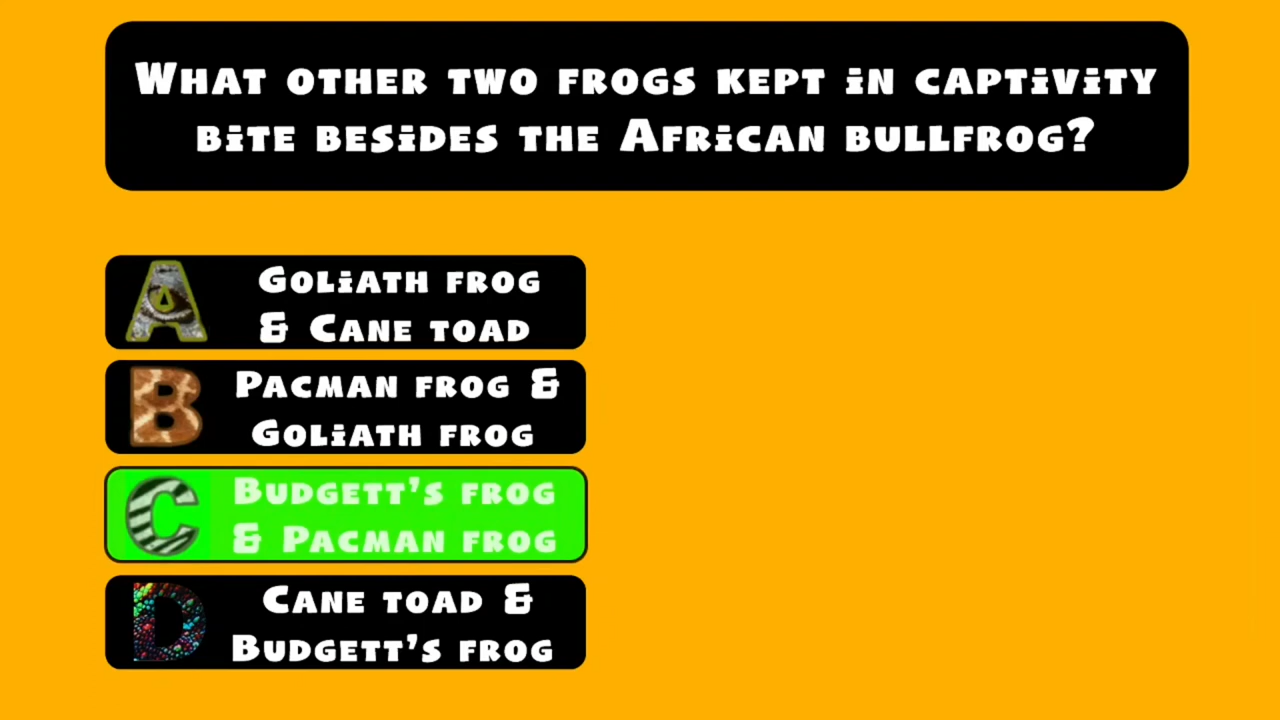 What other two frogs kept in captivity
bite besides the African bullfrog?
A Goliath frog
& Cane toad
B Pacman frog &
Goliath frog
C Budgett's frog
& Pacman frog
D Cane toad &
Budgett's frog